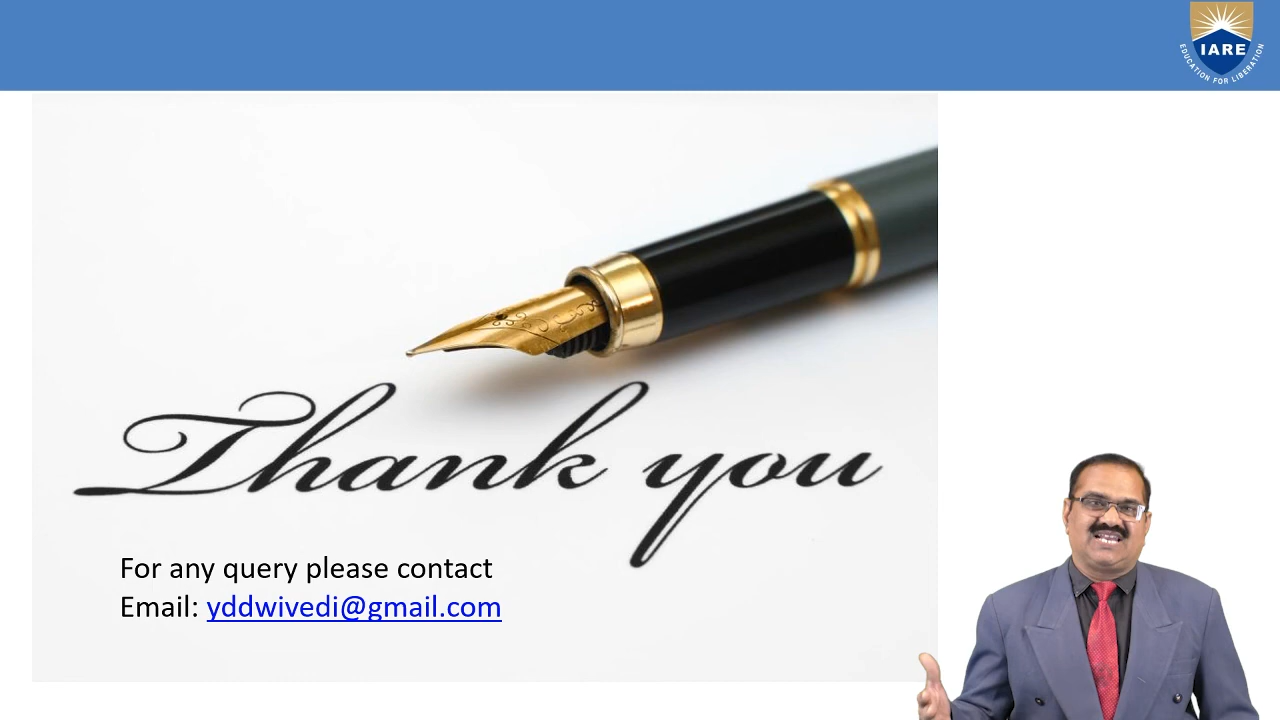 IARE
EDUCATION FOR LIBERATION
Thank you
For any query please contact
Email: yddwivedi@gmail.com